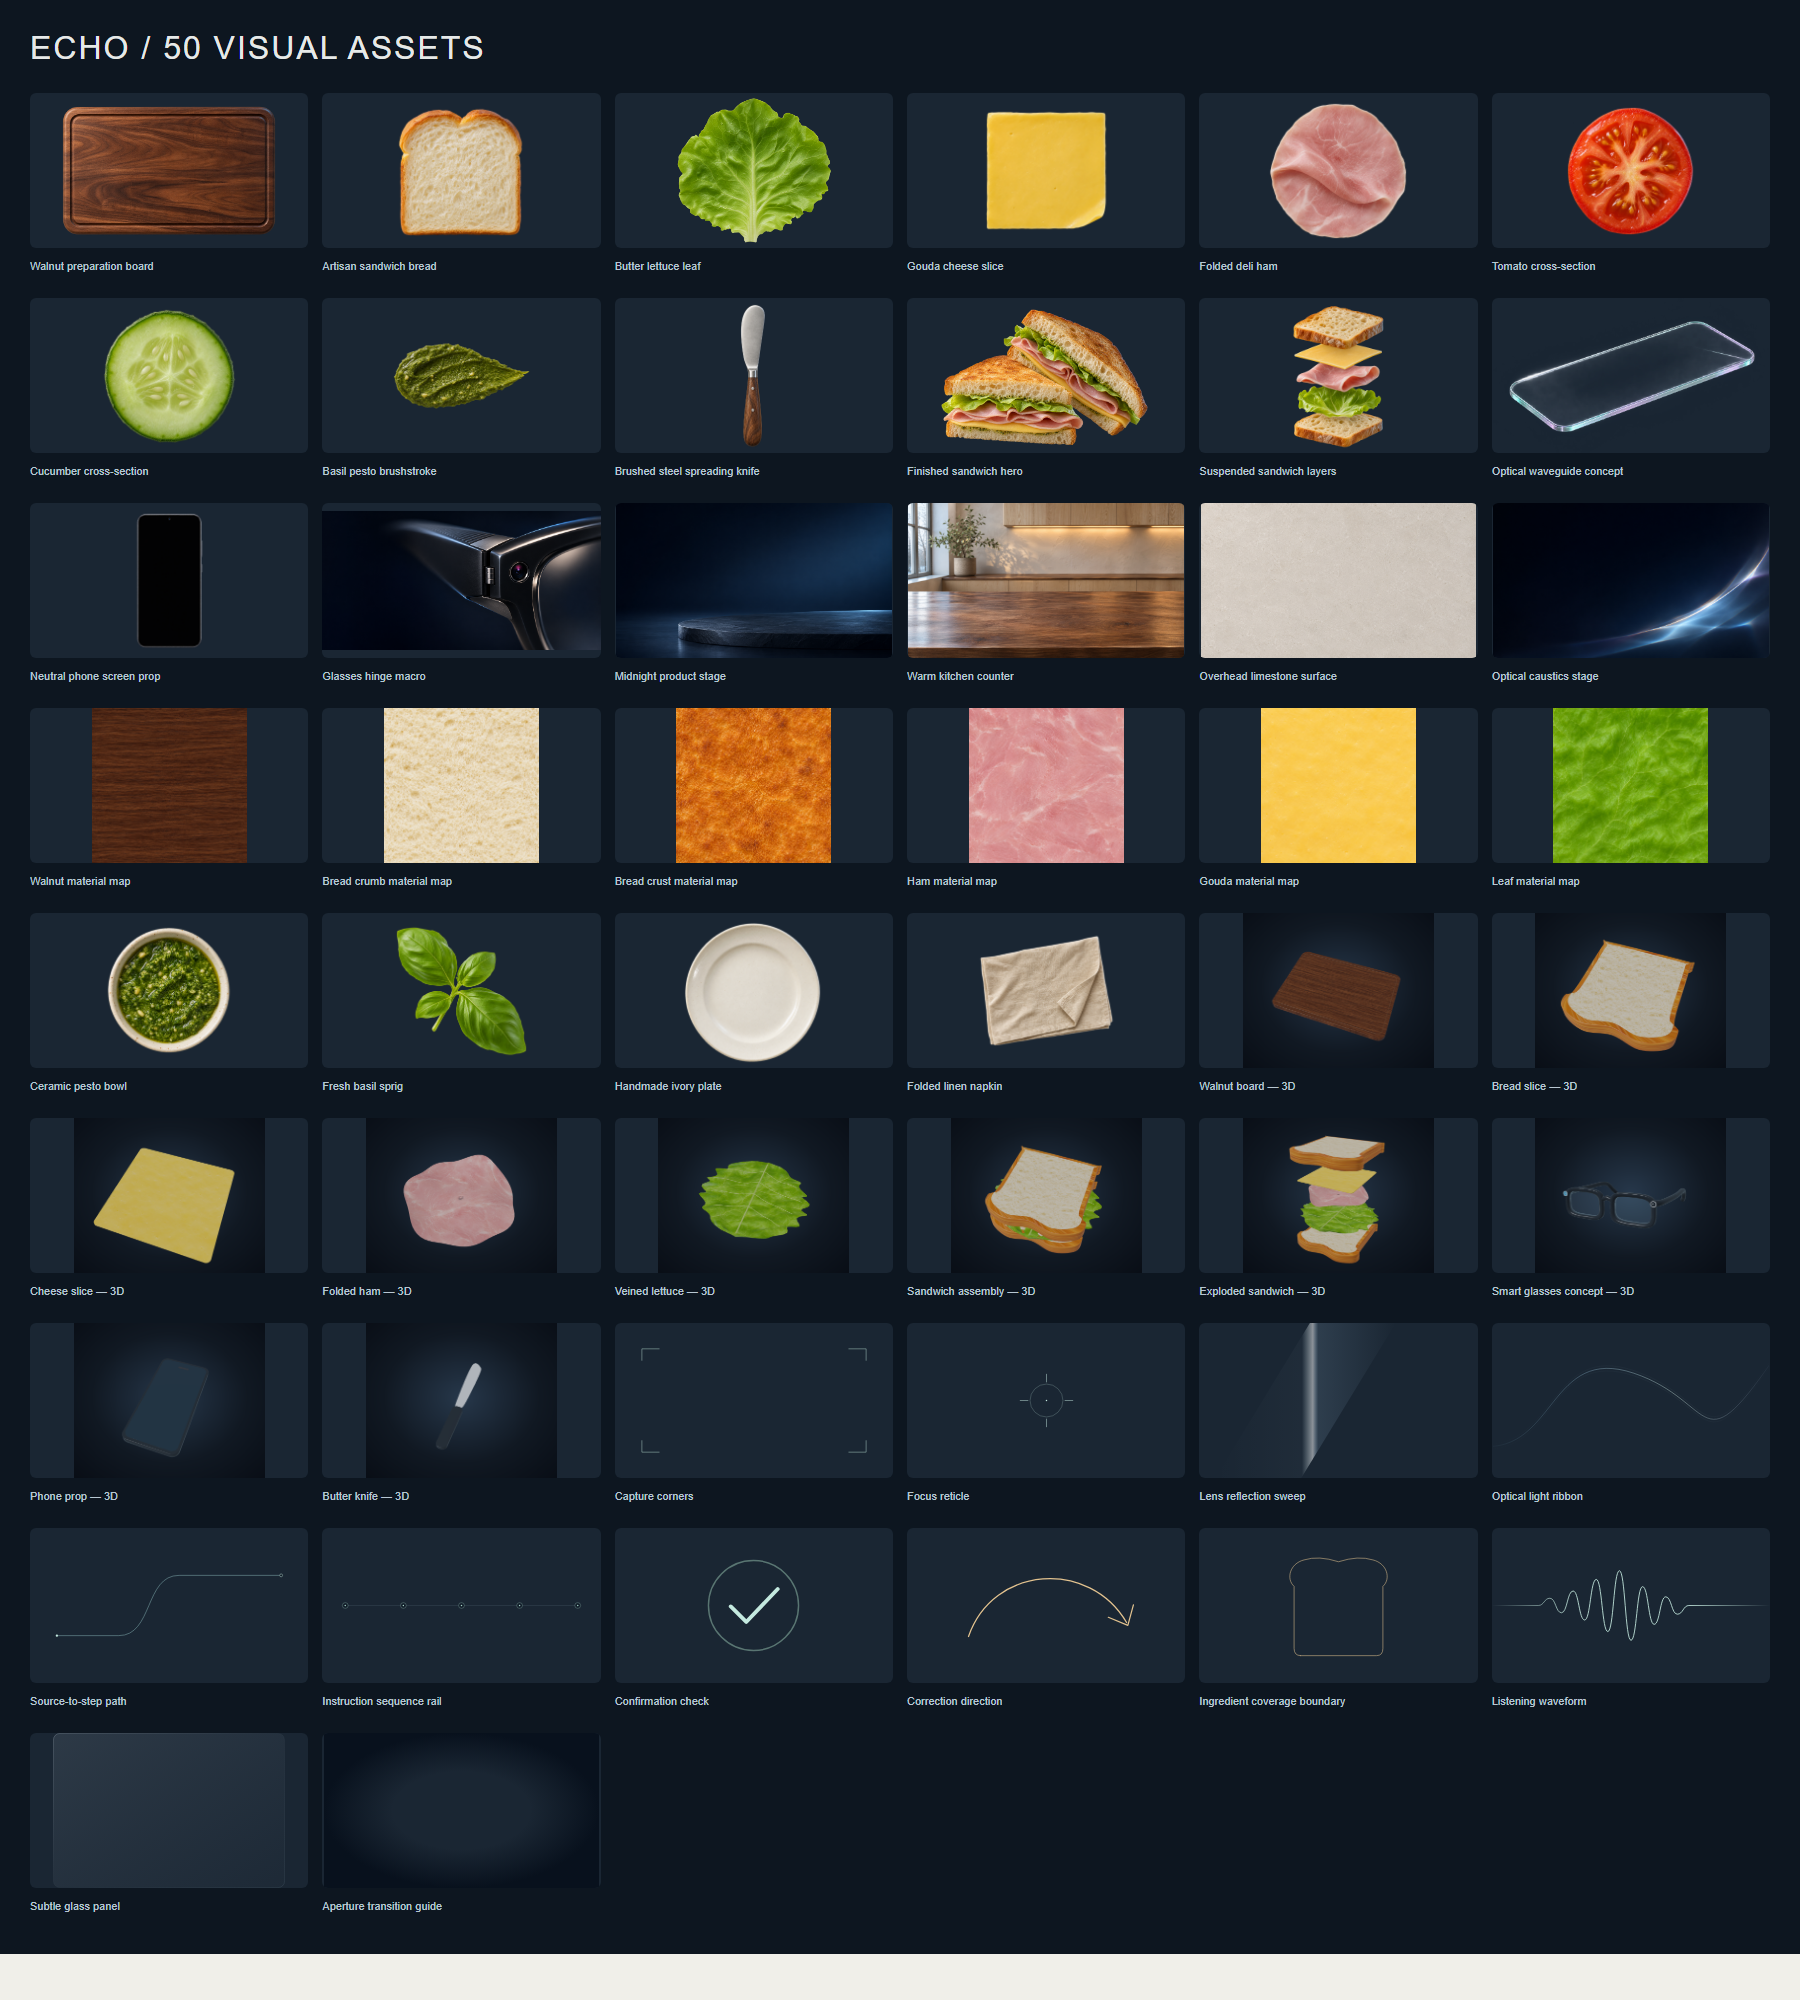 ECHO / 50 VISUAL ASSETS
Walnut preparation board
Artisan sandwich bread
Butter lettuce leaf
Gouda cheese slice
Folded deli ham
Tomato cross-section
Cucumber cross-section
Basil pesto brushstroke
Brushed steel spreading knife
Finished sandwich hero
Suspended sandwich layers
Optical waveguide concept
Neutral phone screen prop
Glasses hinge macro
Midnight product stage
Warm kitchen counter
Overhead limestone surface
Optical caustics stage
Walnut material map
Bread crumb material map
Bread crust material map
Ham material map
Gouda material map
Leaf material map
Ceramic pesto bowl
Fresh basil sprig
Handmade ivory plate
Folded linen napkin
Walnut board — 3D
Bread slice — 3D
Cheese slice — 3D
Folded ham — 3D
Veined lettuce — 3D
Sandwich assembly — 3D
Exploded sandwich — 3D
Smart glasses concept — 3D
Phone prop — 3D
Butter knife — 3D
Capture corners
Focus reticle
Lens reflection sweep
Optical light ribbon
Source-to-step path
Instruction sequence rail
Confirmation check
Correction direction
Ingredient coverage boundary
Listening waveform
Subtle glass panel
Aperture transition guide